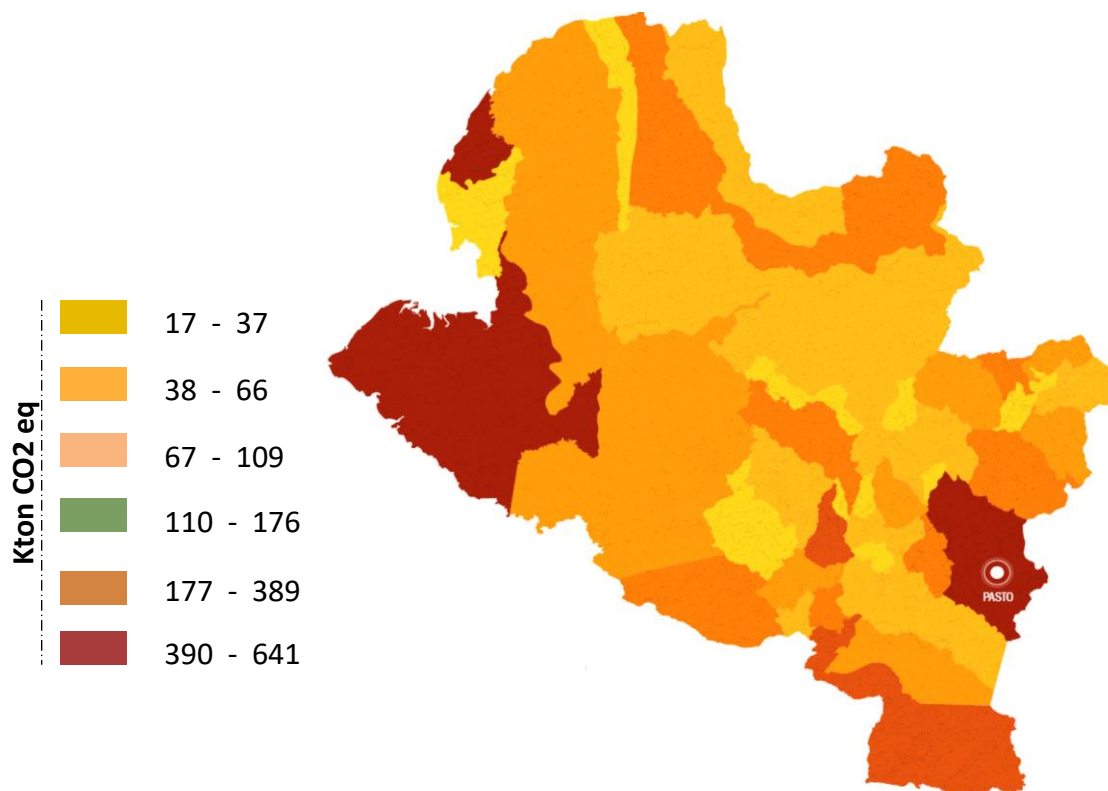 Kton CO2 eq
17 - 37
38 - 66
67 - 109
110 - 176
177 - 389
390 - 641
PASTO